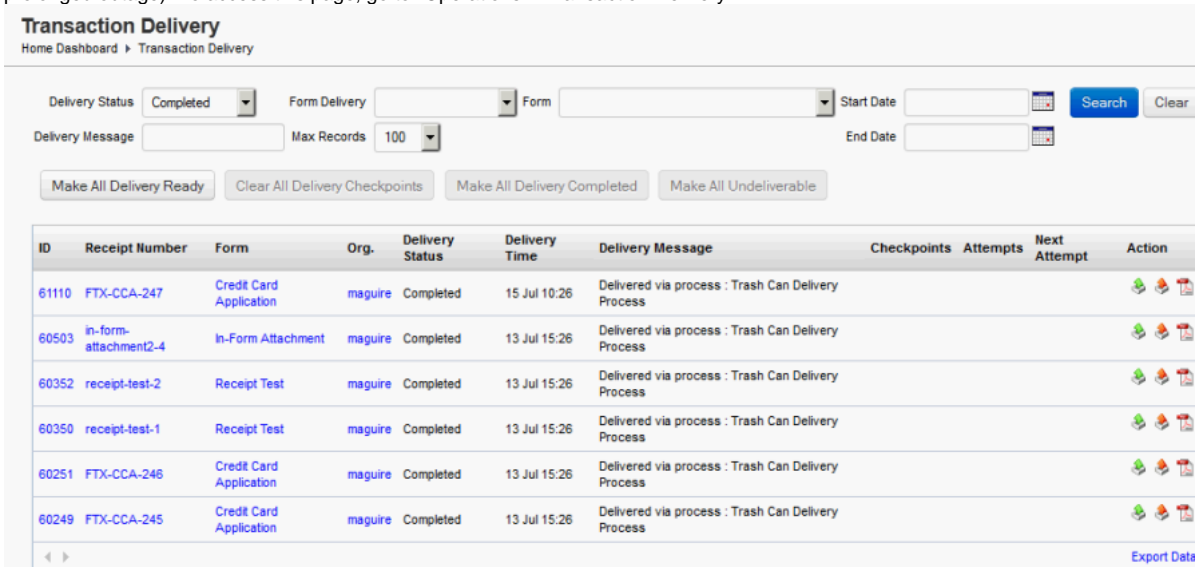 Transaction Delivery
Home Dashboard ▸ Transaction Delivery
Delivery Status Completed Form Delivery Form Start Date Search Clear
Delivery Message Max Records 100 End Date
Make All Delivery Ready Clear All Delivery Checkpoints Make All Delivery Completed Make All Undeliverable
ID Receipt Number Form Org. Delivery Status Delivery Time Delivery Message Checkpoints Attempts Next Attempt Action
61110 FTX-CCA-247 Credit Card Application maguire Completed 15 Jul 10:26 Delivered via process : Trash Can Delivery Process
60503 in-form-attachment2-4 In-Form Attachment maguire Completed 13 Jul 15:26 Delivered via process : Trash Can Delivery Process
60352 receipt-test-2 Receipt Test maguire Completed 13 Jul 15:26 Delivered via process : Trash Can Delivery Process
60350 receipt-test-1 Receipt Test maguire Completed 13 Jul 15:26 Delivered via process : Trash Can Delivery Process
60251 FTX-CCA-246 Credit Card Application maguire Completed 13 Jul 15:26 Delivered via process : Trash Can Delivery Process
60249 FTX-CCA-245 Credit Card Application maguire Completed 13 Jul 15:26 Delivered via process : Trash Can Delivery Process
Export Data